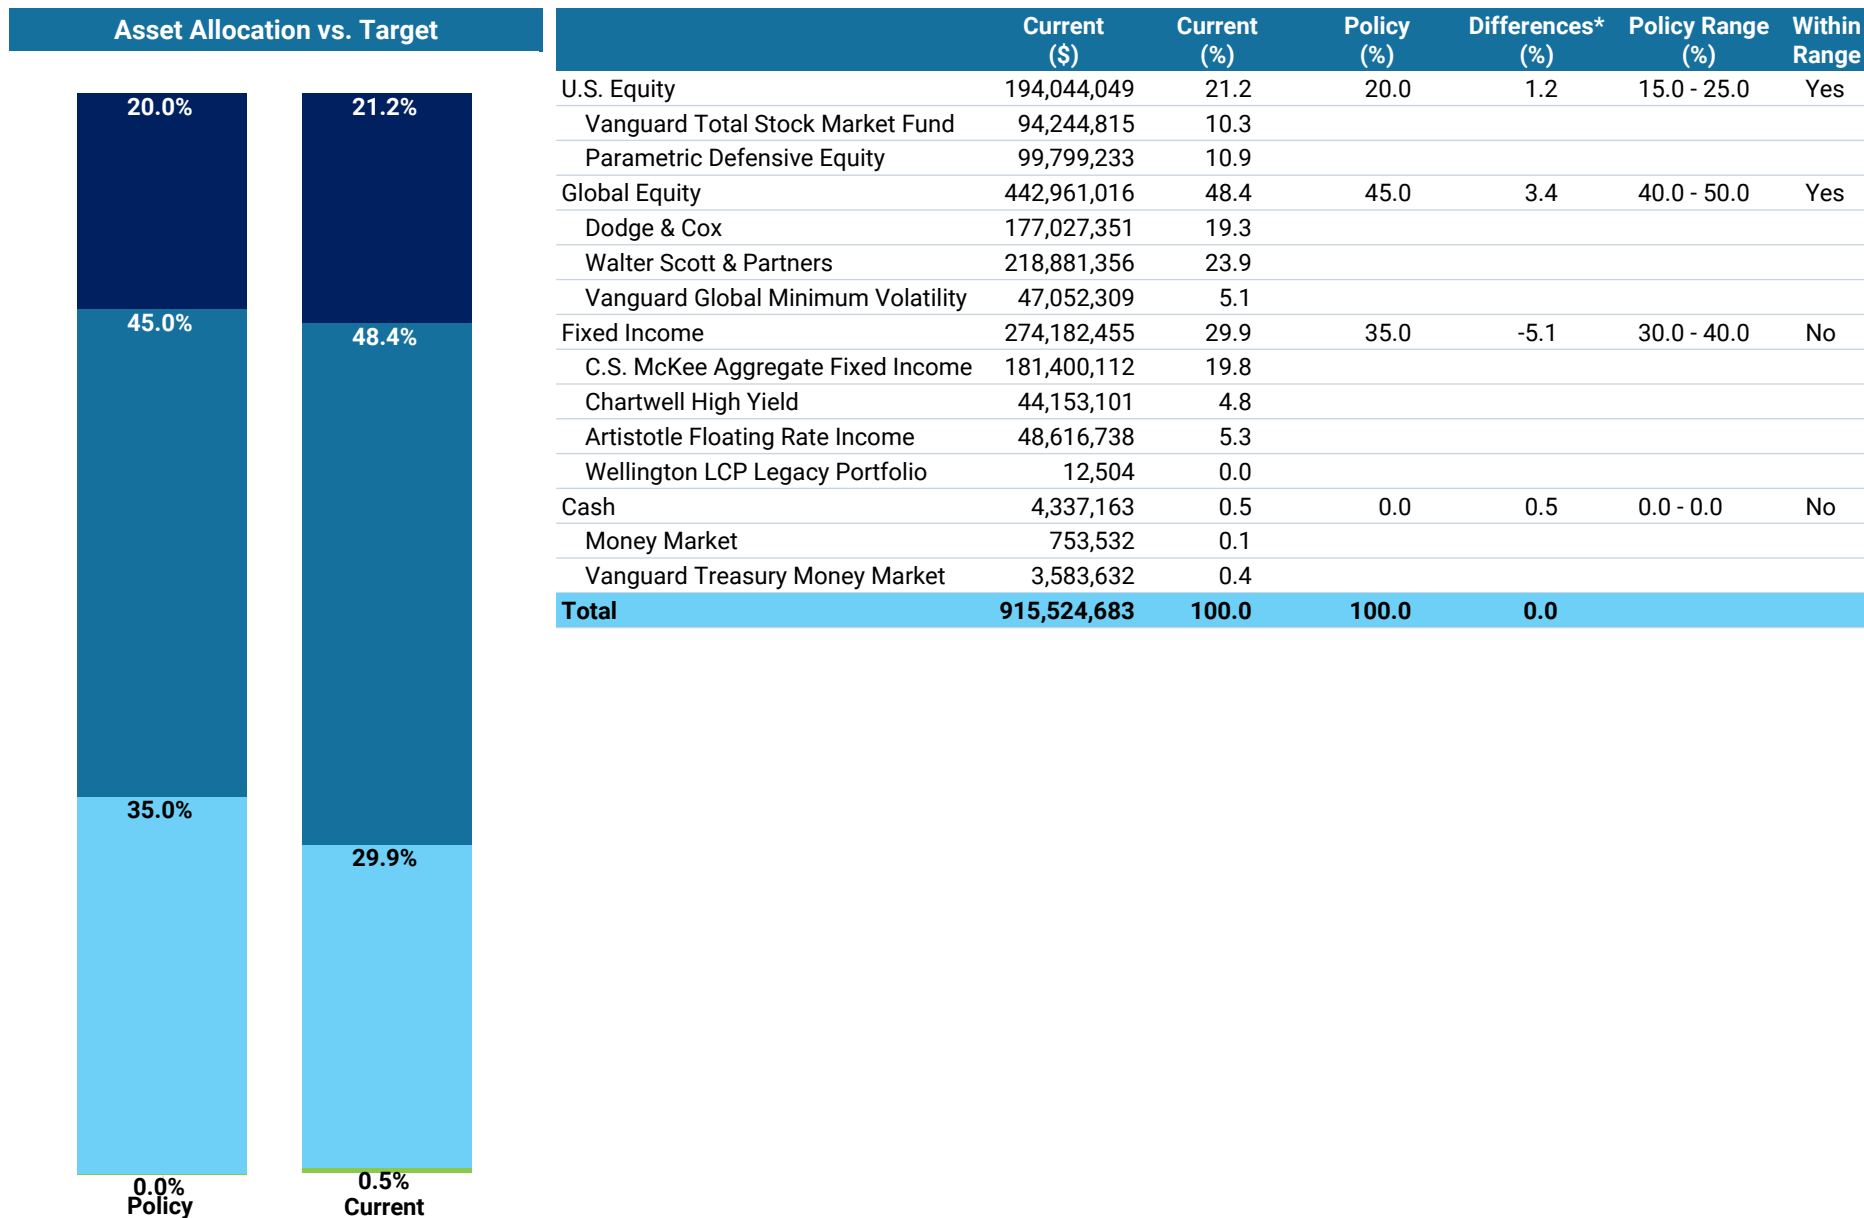 Asset Allocation vs. Target
20.0%
45.0%
35.0%
0.0%
Policy
21.2%
48.4%
29.9%
0.5%
Current
Current ($) Current (%) Policy (%) Differences* (%) Policy Range (%) Within Range
U.S. Equity 194,044,049 21.2 20.0 1.2 15.0 - 25.0 Yes
Vanguard Total Stock Market Fund 94,244,815 10.3
Parametric Defensive Equity 99,799,233 10.9
Global Equity 442,961,016 48.4 45.0 3.4 40.0 - 50.0 Yes
Dodge & Cox 177,027,351 19.3
Walter Scott & Partners 218,881,356 23.9
Vanguard Global Minimum Volatility 47,052,309 5.1
Fixed Income 274,182,455 29.9 35.0 -5.1 30.0 - 40.0 No
C.S. McKee Aggregate Fixed Income 181,400,112 19.8
Chartwell High Yield 44,153,101 4.8
Artistotle Floating Rate Income 48,616,738 5.3
Wellington LCP Legacy Portfolio 12,504 0.0
Cash 4,337,163 0.5 0.0 0.5 0.0 - 0.0 No
Money Market 753,532 0.1
Vanguard Treasury Money Market 3,583,632 0.4
Total 915,524,683 100.0 100.0 0.0